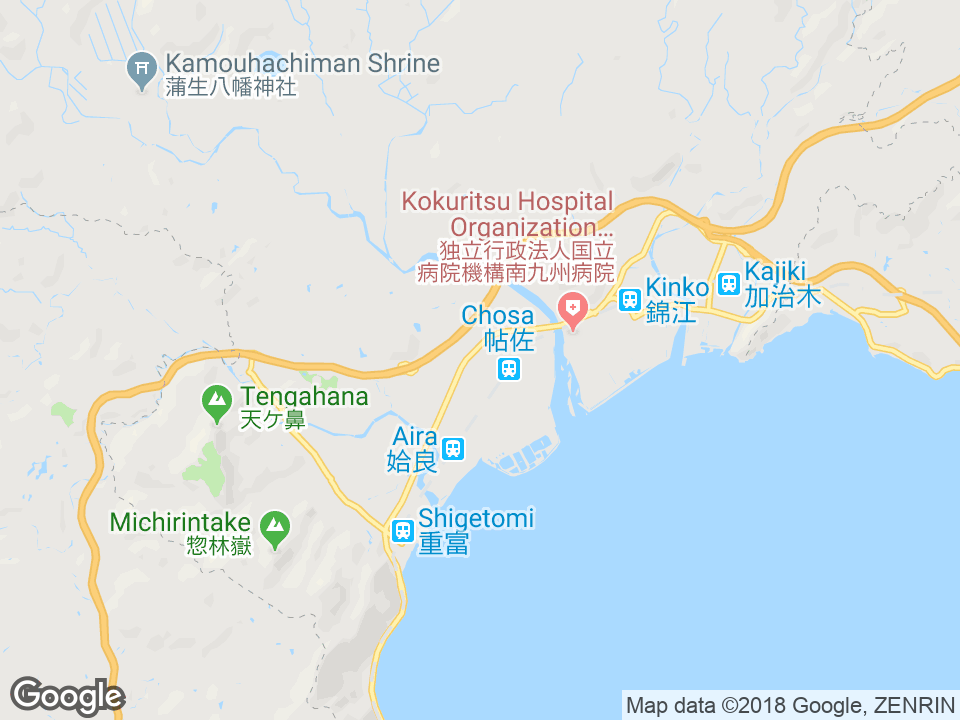 Kamouhachiman Shrine
蒲生八幡神社
Kokuritsu Hospital
Organization...
独立行政法人国立
病院機構南九州病院
Kajiki
加治木
Kinko
錦江
Chosa
帖佐
Tengahana
天ケ鼻
Aira
姶良
Michirintake
惣林嶽
Shigetomi
重富
Google
Map data ©2018 Google, ZENRIN